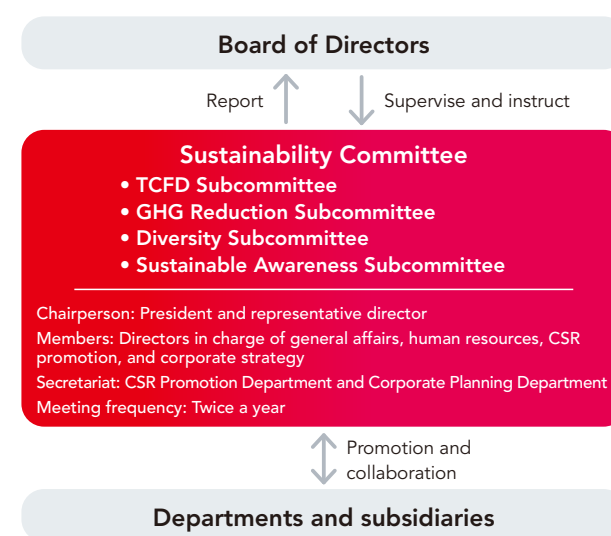 Board of Directors
Report
Supervise and instruct
Sustainability Committee
• TCFD Subcommittee
• GHG Reduction Subcommittee
• Diversity Subcommittee
• Sustainable Awareness Subcommittee
Chairperson: President and representative director
Members: Directors in charge of general affairs, human resources, CSR
promotion, and corporate strategy
Secretariat: CSR Promotion Department and Corporate Planning Department
Meeting frequency: Twice a year
Promotion and
collaboration
Departments and subsidiaries